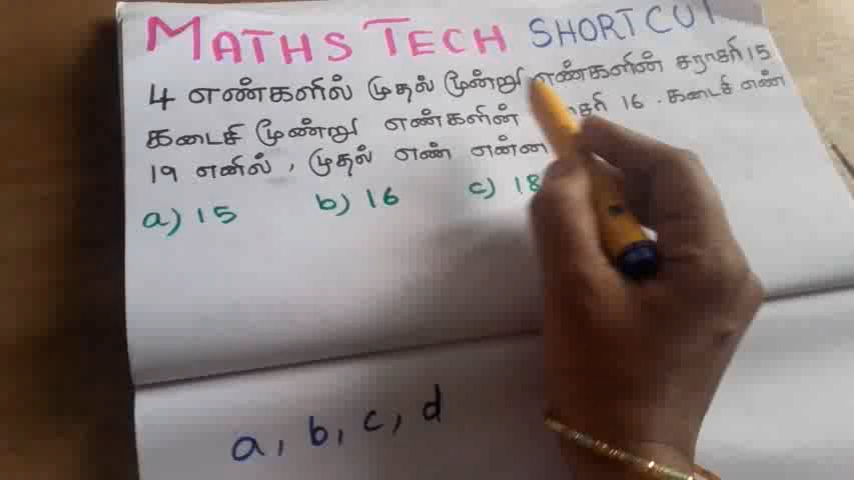 MATHS TECH SHORTCUT
4 எண்களில் முதல் மூன்று எண்களின் சராசரி 15.
கடைசி மூன்று எண்களின் 16. கடைசி எண்
19 எனில், முதல் எண் என்ன
a) 15 b) 16 c) 18
a, b, c, d